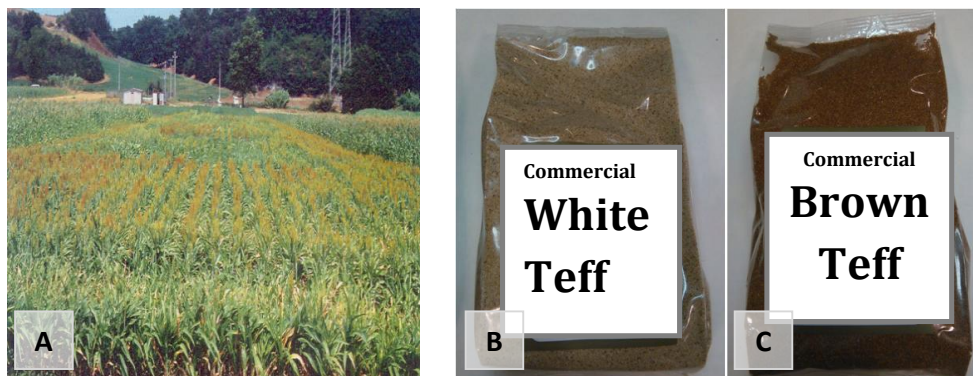 A
Commercial
White
Teff
B
Commercial
Brown
Teff
C